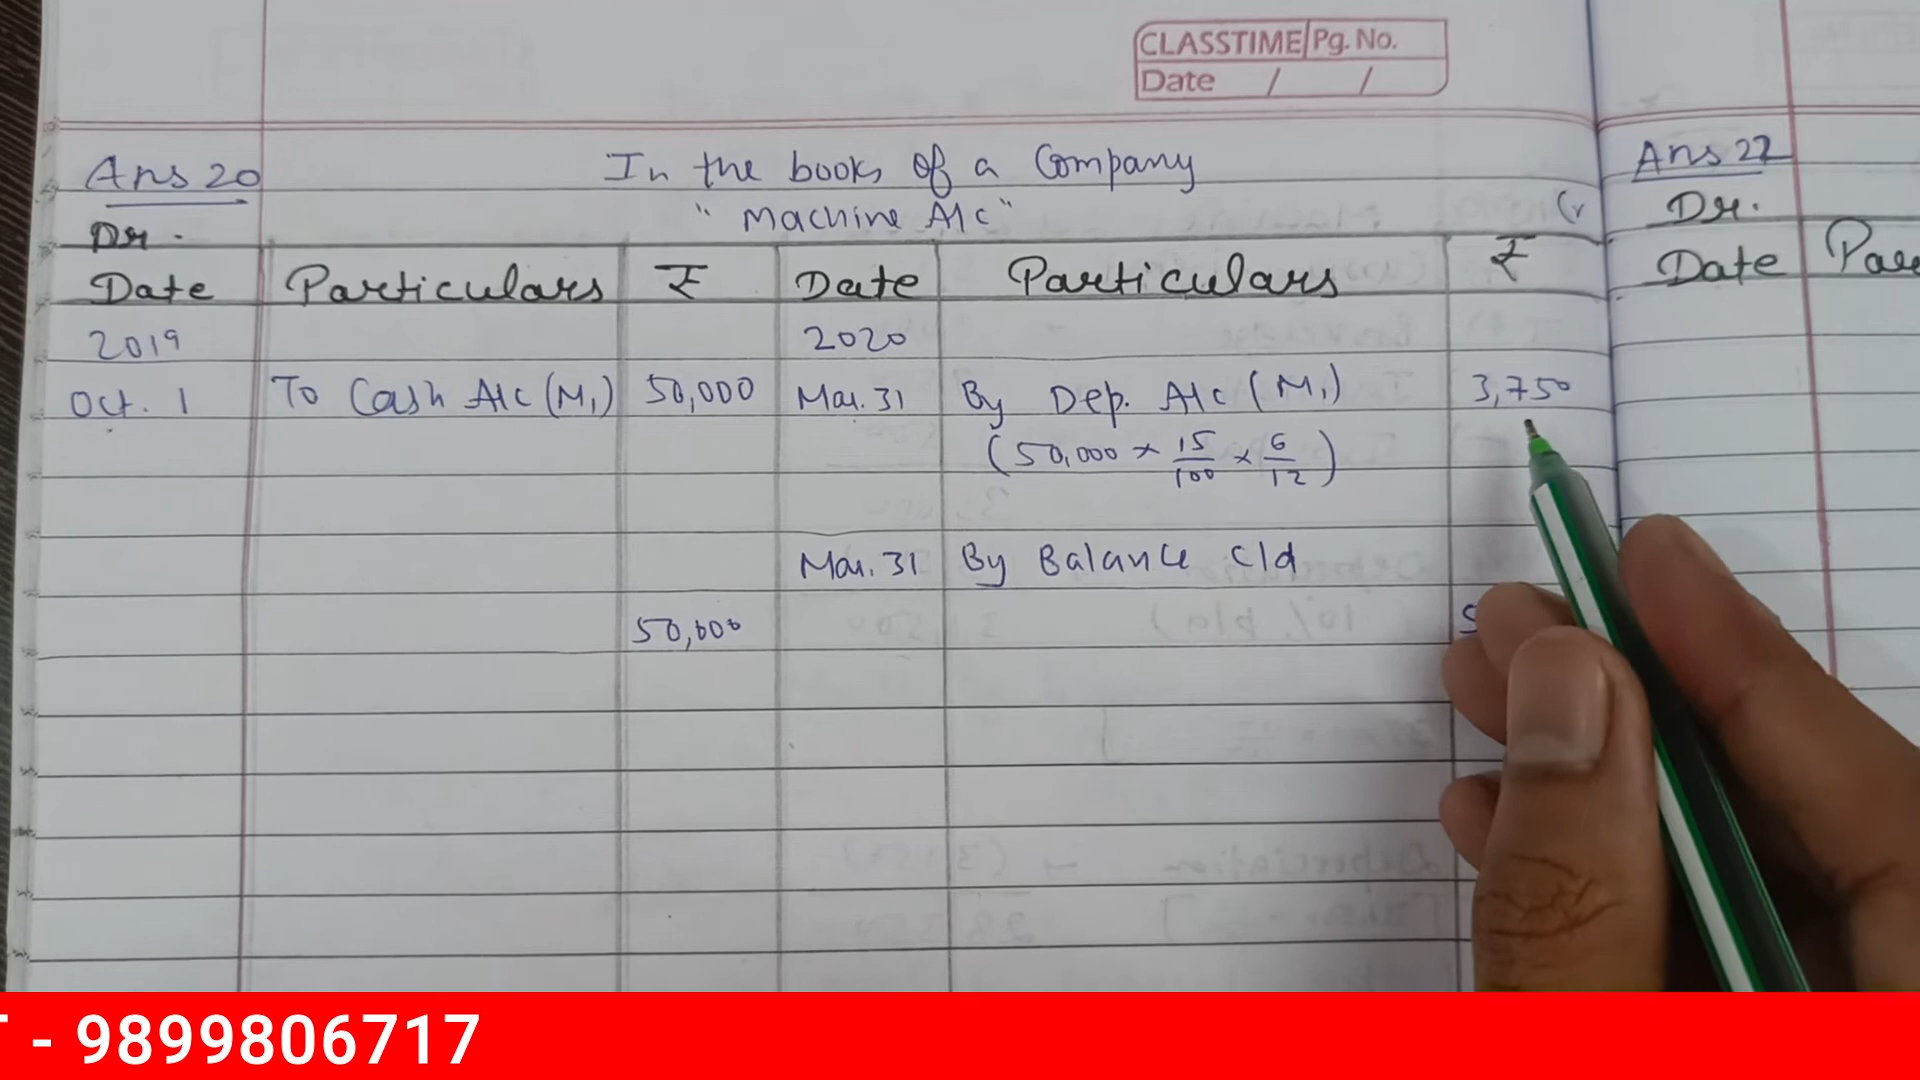 CLASSTIME Pg. No.
Date / /
Ans 20
In the books of a Company
"Machine A/c"
Dr. Cr
Date Particulars ₹ Date Particulars ₹
2019 2020
Oct. 1 To Cash A/c (M1) 50,000 Mar. 31 By Dep. A/c (M1) 3,750
(50,000 × 15/100 × 6/12)
Mar. 31 By Balance c/d
50,000
Ans 22
Dr.
Date
- 9899806717